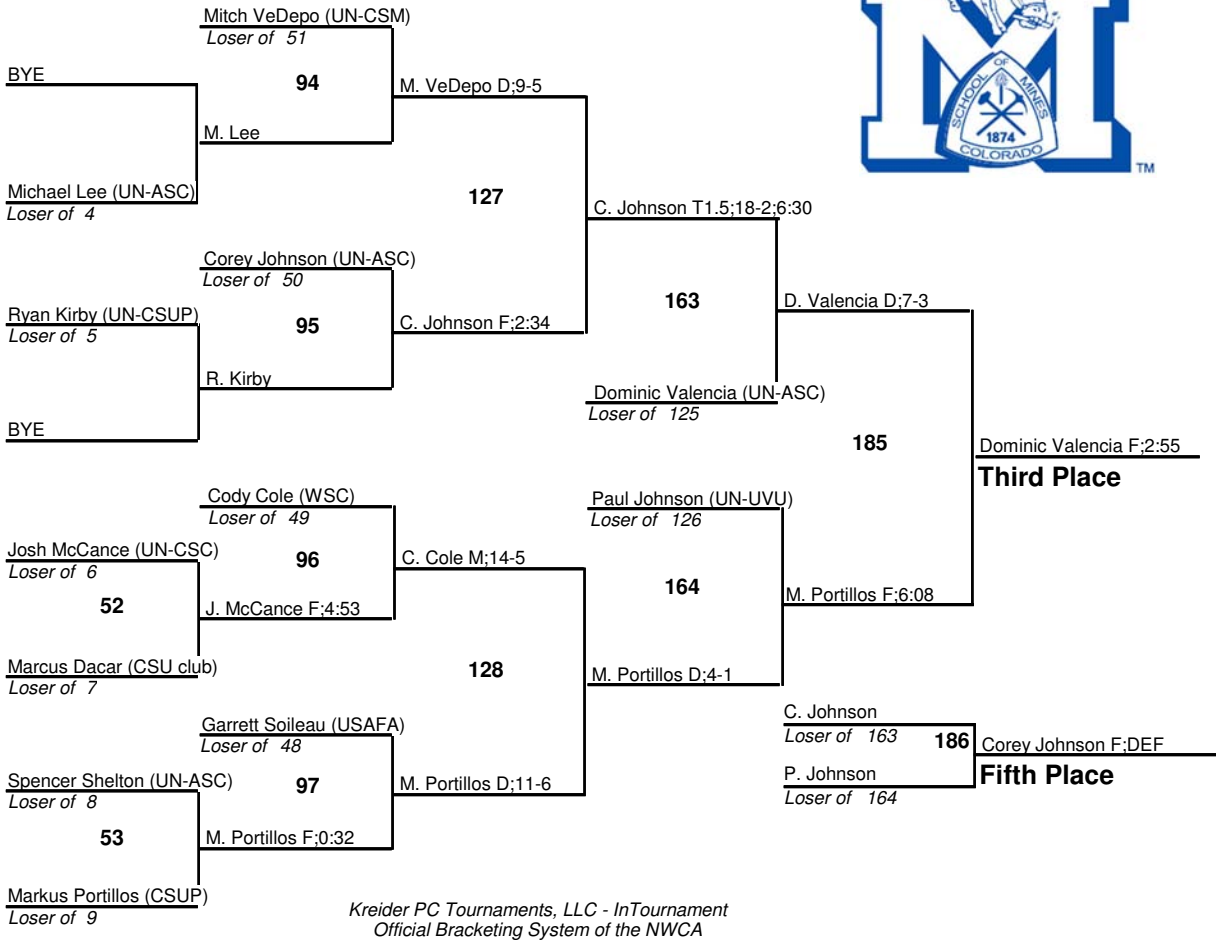 Mitch VeDepo (UN-CSM)
Loser of 51
BYE
94
M. VeDepo D;9-5
M. Lee
Michael Lee (UN-ASC)
Loser of 4
127
C. Johnson T1.5;18-2;6:30
Corey Johnson (UN-ASC)
Loser of 50
Ryan Kirby (UN-CSUP)
Loser of 5
95
C. Johnson F;2:34
163
D. Valencia D;7-3
R. Kirby
Dominic Valencia (UN-ASC)
Loser of 125
BYE
185
Dominic Valencia F;2:55
Third Place
Cody Cole (WSC)
Loser of 49
Paul Johnson (UN-UVU)
Loser of 126
Josh McCance (UN-CSC)
Loser of 6
96
C. Cole M;14-5
52
J. McCance F;4:53
164
M. Portillos F;6:08
Marcus Dacar (CSU club)
Loser of 7
128
M. Portillos D;4-1
Garrett Soileau (USAFA)
Loser of 48
C. Johnson
Loser of 163
186
Corey Johnson F;DEF
Fifth Place
P. Johnson
Loser of 164
Spencer Shelton (UN-ASC)
Loser of 8
97
M. Portillos D;11-6
53
M. Portillos F;0:32
Markus Portillos (CSUP)
Loser of 9
Kreider PC Tournaments, LLC - InTournament
Official Bracketing System of the NWCA
SCHOOL OF MINES
1874
COLORADO
TM